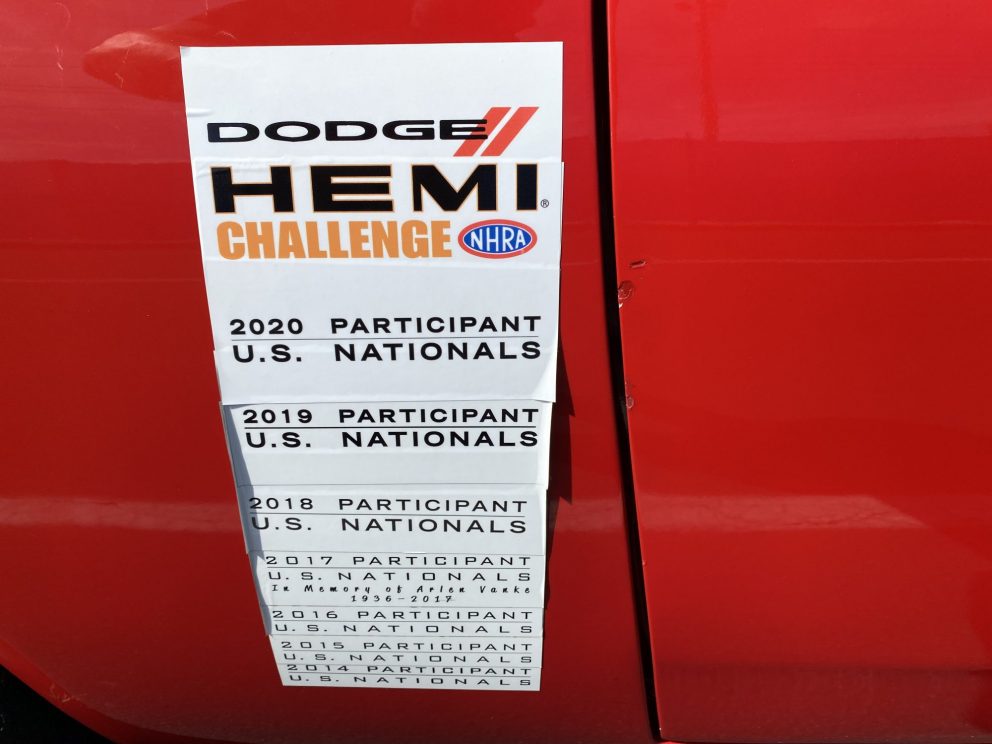 DODGE
HEMI®
CHALLENGE NHRA
2020 PARTICIPANT
U.S. NATIONALS
2019 PARTICIPANT
U.S. NATIONALS
2018 PARTICIPANT
U.S. NATIONALS
2017 PARTICIPANT
U.S. NATIONALS
In Memory of Arlen Vanke
1936-2017
2016 PARTICIPANT
U.S. NATIONALS
2015 PARTICIPANT
U.S. NATIONALS
2014 PARTICIPANT
U.S. NATIONALS